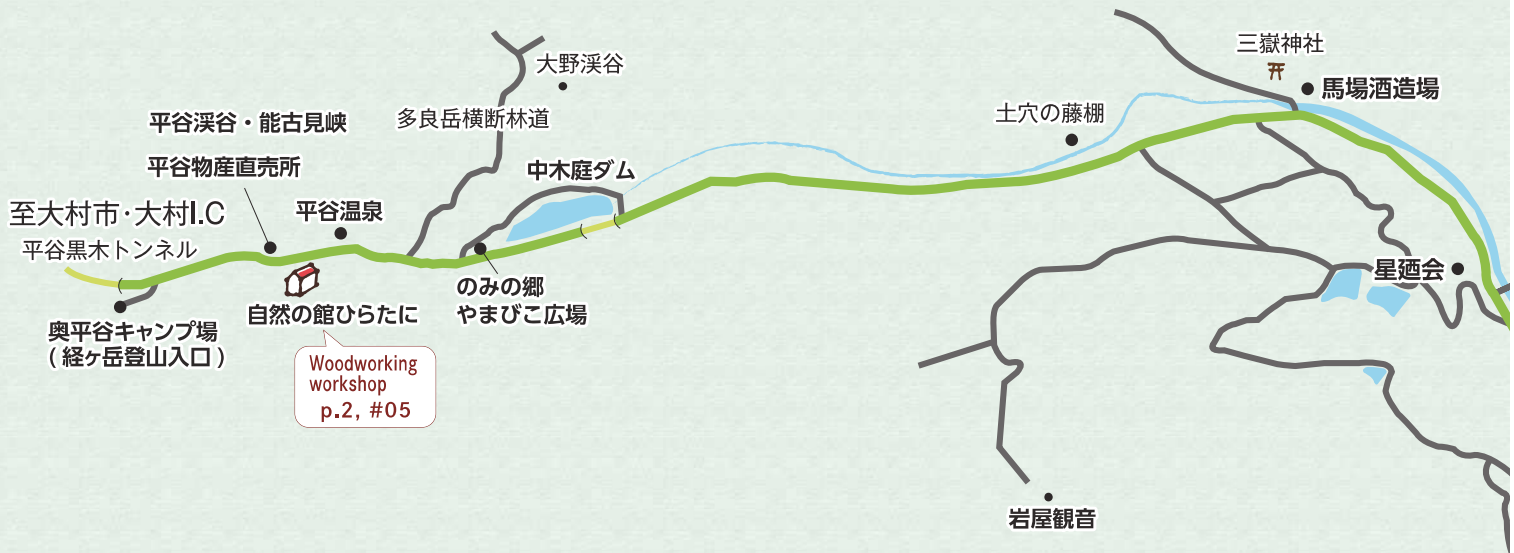 三嶽神社
大野渓谷
馬場酒造場
土穴の藤棚
多良岳横断林道
平谷渓谷・能古見峡
平谷物産直売所
中木庭ダム
至大村市・大村I.C
平谷温泉
平谷黒木トンネル
星廼会
のみの郷
やまびこ広場
自然の館ひらたに
奥平谷キャンプ場
(経ヶ岳登山入口)
Woodworking
workshop
p.2, #05
岩屋観音